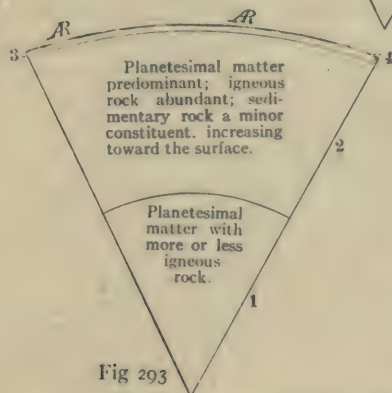 Æ Æ
3 4
Planetesimal matter
predominant; igneous
rock abundant; sedi-
mentary rock a minor
constituent. increasing
toward the surface.
2
Planetesimal
matter with
more or less
igneous
rock.
1
Fig 293